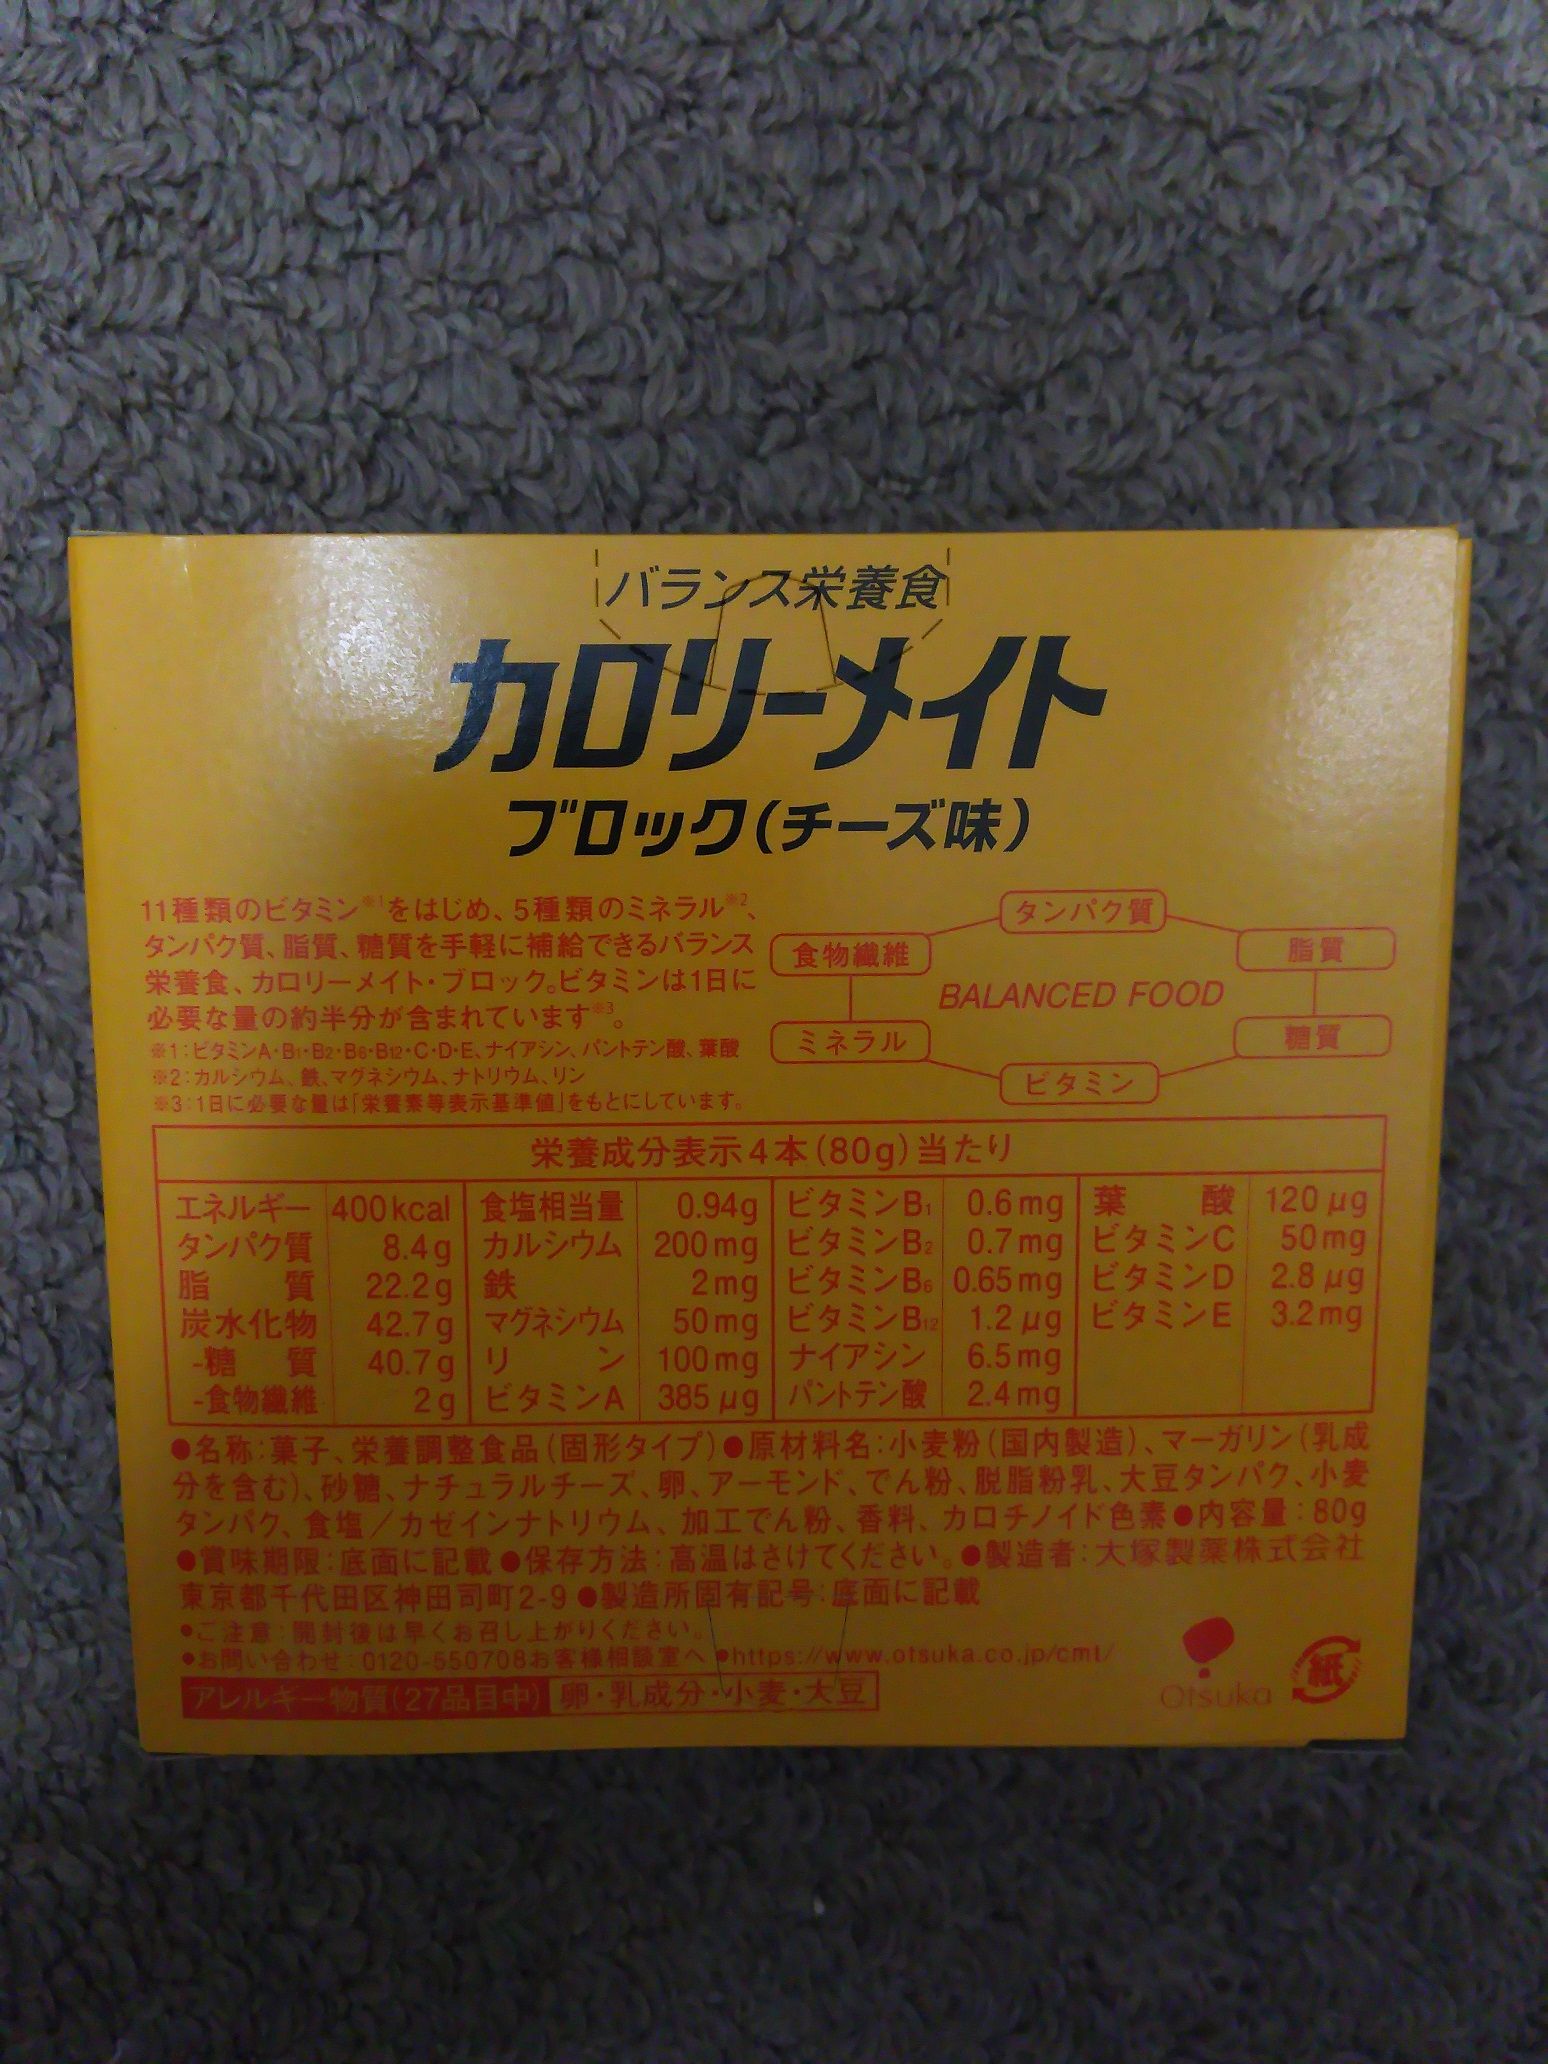 バランス栄養食
カロリーメイト
ブロック(チーズ味)
11種類のビタミン※1をはじめ、5種類のミネラル※2、
タンパク質、脂質、糖質を手軽に補給できるバランス
栄養食、カロリーメイト・ブロック。ビタミンは1日に
必要な量の約半分が含まれています※3。
※1:ビタミンA・B1・B2・B6・B12・C・D・E、ナイアシン、パントテン酸、葉酸
※2:カルシウム、鉄、マグネシウム、ナトリウム、リン
※3:1日に必要な量は「栄養素等表示基準値」をもとにしています。
タンパク質
食物繊維
脂質
BALANCED FOOD
ミネラル
糖質
ビタミン
栄養成分表示4本(80g)当たり
エネルギー 400kcal 食塩相当量 0.94g ビタミンB1 0.6mg 葉酸 120μg
タンパク質 8.4g カルシウム 200mg ビタミンB2 0.7mg ビタミンC 50mg
脂質 22.2g 鉄 2mg ビタミンB6 0.65mg ビタミンD 2.8μg
炭水化物 42.7g マグネシウム 50mg ビタミンB12 1.2μg ビタミンE 3.2mg
-糖質 40.7g リン 100mg ナイアシン 6.5mg
-食物繊維 2g ビタミンA 385μg パントテン酸 2.4mg
●名称:菓子、栄養調整食品(固形タイプ)●原材料名:小麦粉(国内製造)、マーガリン(乳成
分を含む)、砂糖、ナチュラルチーズ、卵、アーモンド、でん粉、脱脂粉乳、大豆タンパク、小麦
タンパク、食塩/カゼインナトリウム、加工でん粉、香料、カロチノイド色素●内容量:80g
●賞味期限:底面に記載●保存方法:高温はさけてください。●製造者:大塚製薬株式会社
東京都千代田区神田司町2-9●製造所固有記号:底面に記載
●ご注意:開封後は早くお召し上がりください。
●お問い合わせ:0120-550708お客様相談室へ●https://www.otsuka.co.jp/cmt/
アレルギー物質(27品目中) 卵・乳成分・小麦・大豆
Otsuka
紙